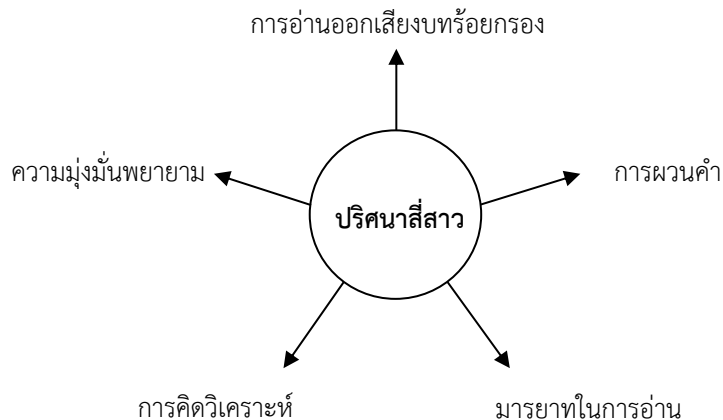 การอ่านออกเสียงบทร้อยกรอง
ความมุ่งมั่นพยายาม
การผวนคำ
ปริศนาสี่สาว
การคิดวิเคราะห์
มารยาทในการอ่าน